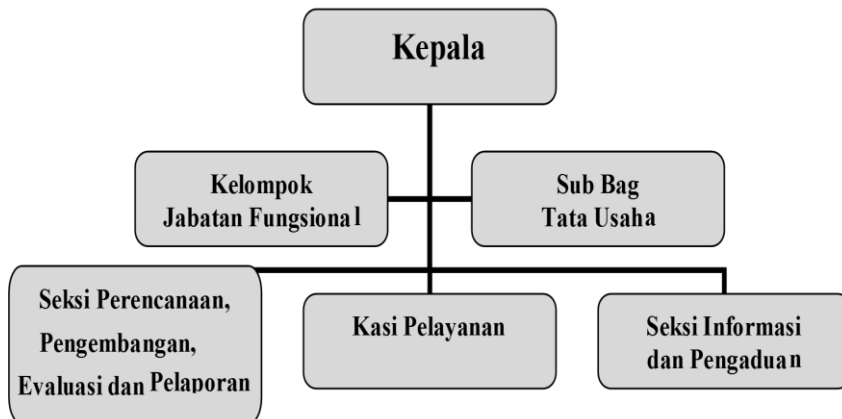 Kepala
Kelompok
Jabatan Fungsional
Sub Bag
Tata Usaha
Seksi Perencanaan,
Pengembangan,
Evaluasi dan Pelaporan
Kasi Pelayanan
Seksi Informasi
dan Pengaduan